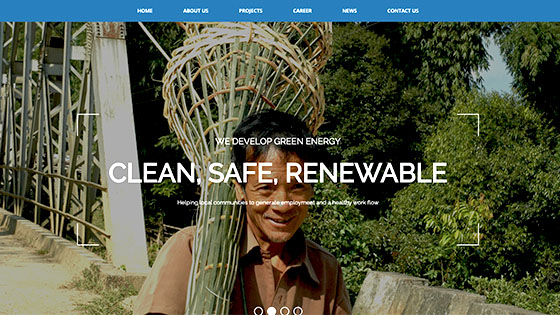 HOME ABOUT US PROJECTS CAREER NEWS CONTACT US
WE DEVELOP GREEN ENERGY
CLEAN, SAFE, RENEWABLE
Helping local communities to generate employment and a healthy work flow